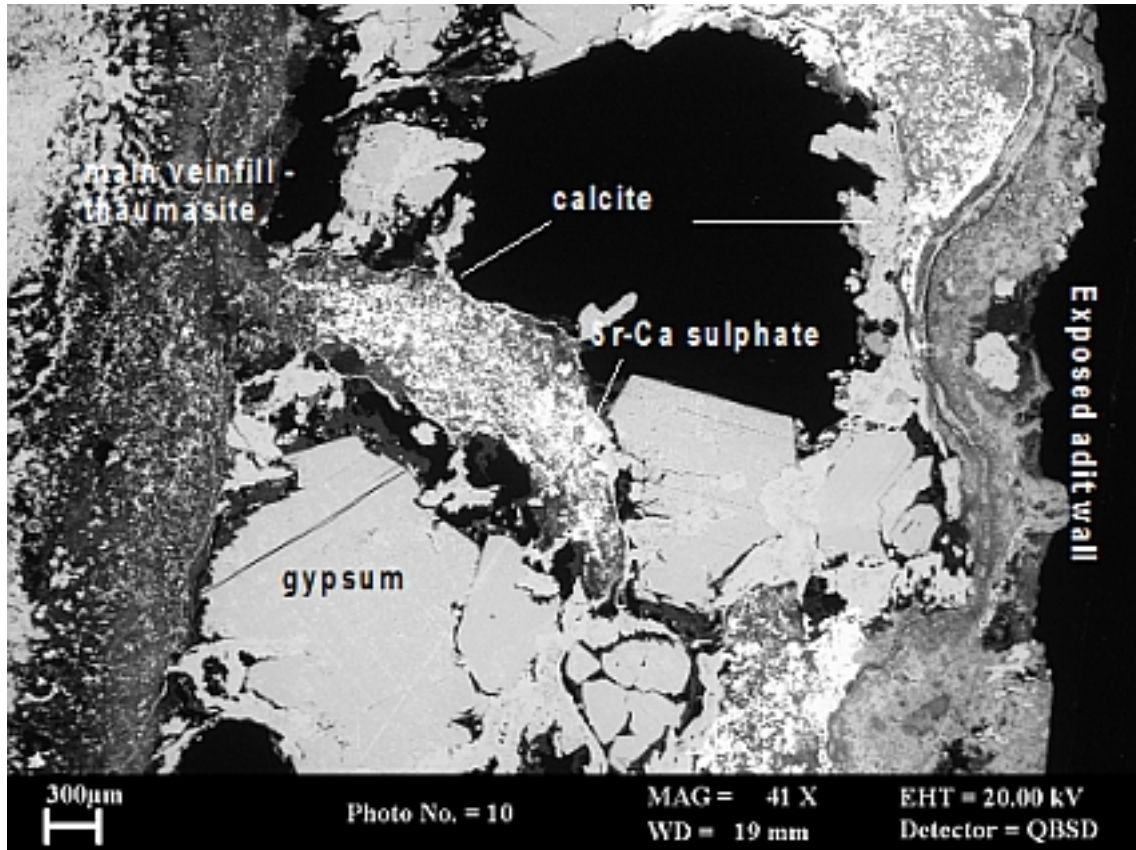 main veinfill -
thaumasite
calcite
Sr-Ca sulphate
Exposed adit wall
gypsum
300µm
Photo No. = 10
MAG = 41 X
WD = 19 mm
EHT = 20.00 kV
Detector = QBSD